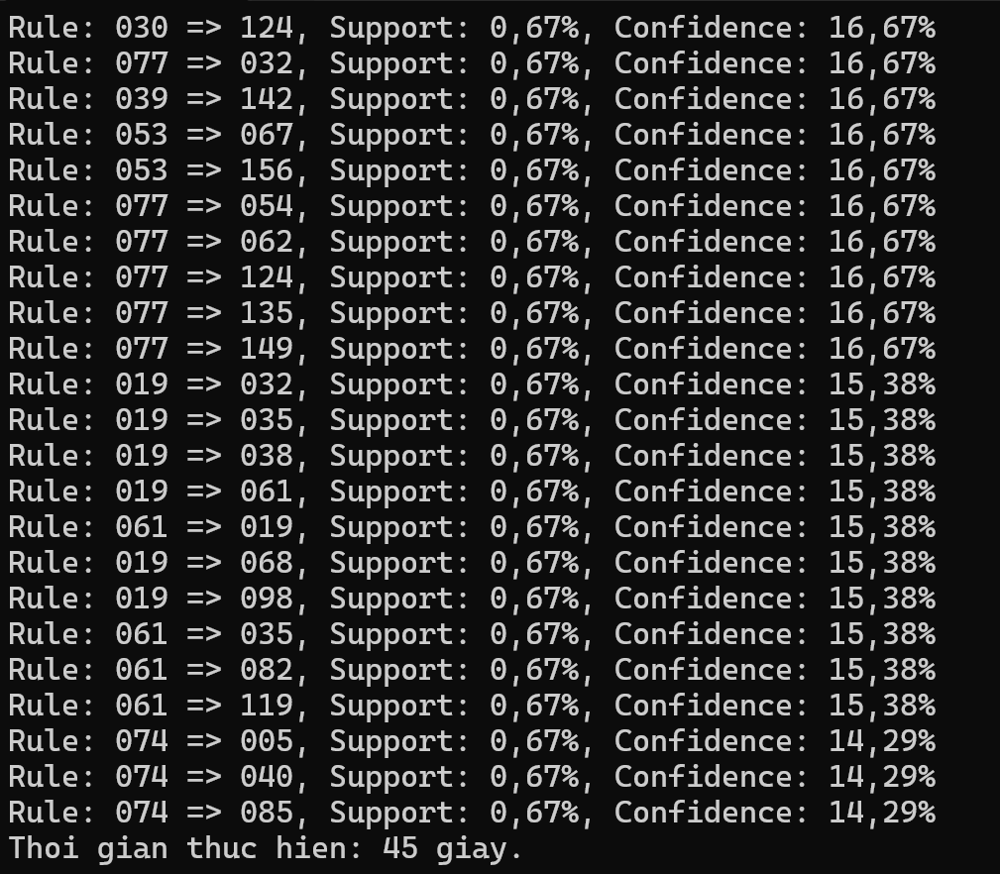 Rule: 030 => 124, Support: 0,67%, Confidence: 16,67%
Rule: 077 => 032, Support: 0,67%, Confidence: 16,67%
Rule: 039 => 142, Support: 0,67%, Confidence: 16,67%
Rule: 053 => 067, Support: 0,67%, Confidence: 16,67%
Rule: 053 => 156, Support: 0,67%, Confidence: 16,67%
Rule: 077 => 054, Support: 0,67%, Confidence: 16,67%
Rule: 077 => 062, Support: 0,67%, Confidence: 16,67%
Rule: 077 => 124, Support: 0,67%, Confidence: 16,67%
Rule: 077 => 135, Support: 0,67%, Confidence: 16,67%
Rule: 077 => 149, Support: 0,67%, Confidence: 16,67%
Rule: 019 => 032, Support: 0,67%, Confidence: 15,38%
Rule: 019 => 035, Support: 0,67%, Confidence: 15,38%
Rule: 019 => 038, Support: 0,67%, Confidence: 15,38%
Rule: 019 => 061, Support: 0,67%, Confidence: 15,38%
Rule: 061 => 019, Support: 0,67%, Confidence: 15,38%
Rule: 019 => 068, Support: 0,67%, Confidence: 15,38%
Rule: 019 => 098, Support: 0,67%, Confidence: 15,38%
Rule: 061 => 035, Support: 0,67%, Confidence: 15,38%
Rule: 061 => 082, Support: 0,67%, Confidence: 15,38%
Rule: 061 => 119, Support: 0,67%, Confidence: 15,38%
Rule: 074 => 005, Support: 0,67%, Confidence: 14,29%
Rule: 074 => 040, Support: 0,67%, Confidence: 14,29%
Rule: 074 => 085, Support: 0,67%, Confidence: 14,29%
Thoi gian thuc hien: 45 giay.